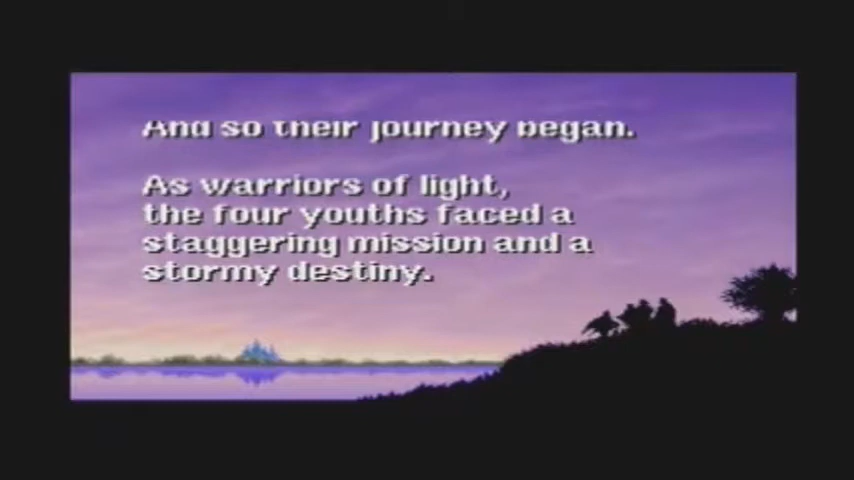 And so their journey began.
As warriors of light,
the four youths faced a
staggering mission and a
stormy destiny.